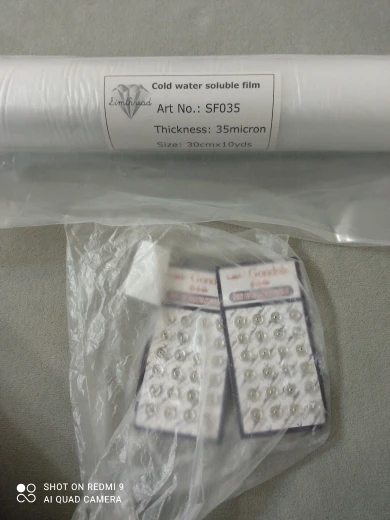 Cold water soluble film
Art No.: SF035
Thickness: 35micron
Size: 30cmx10yds
SHOT ON REDMI 9
AI QUAD CAMERA